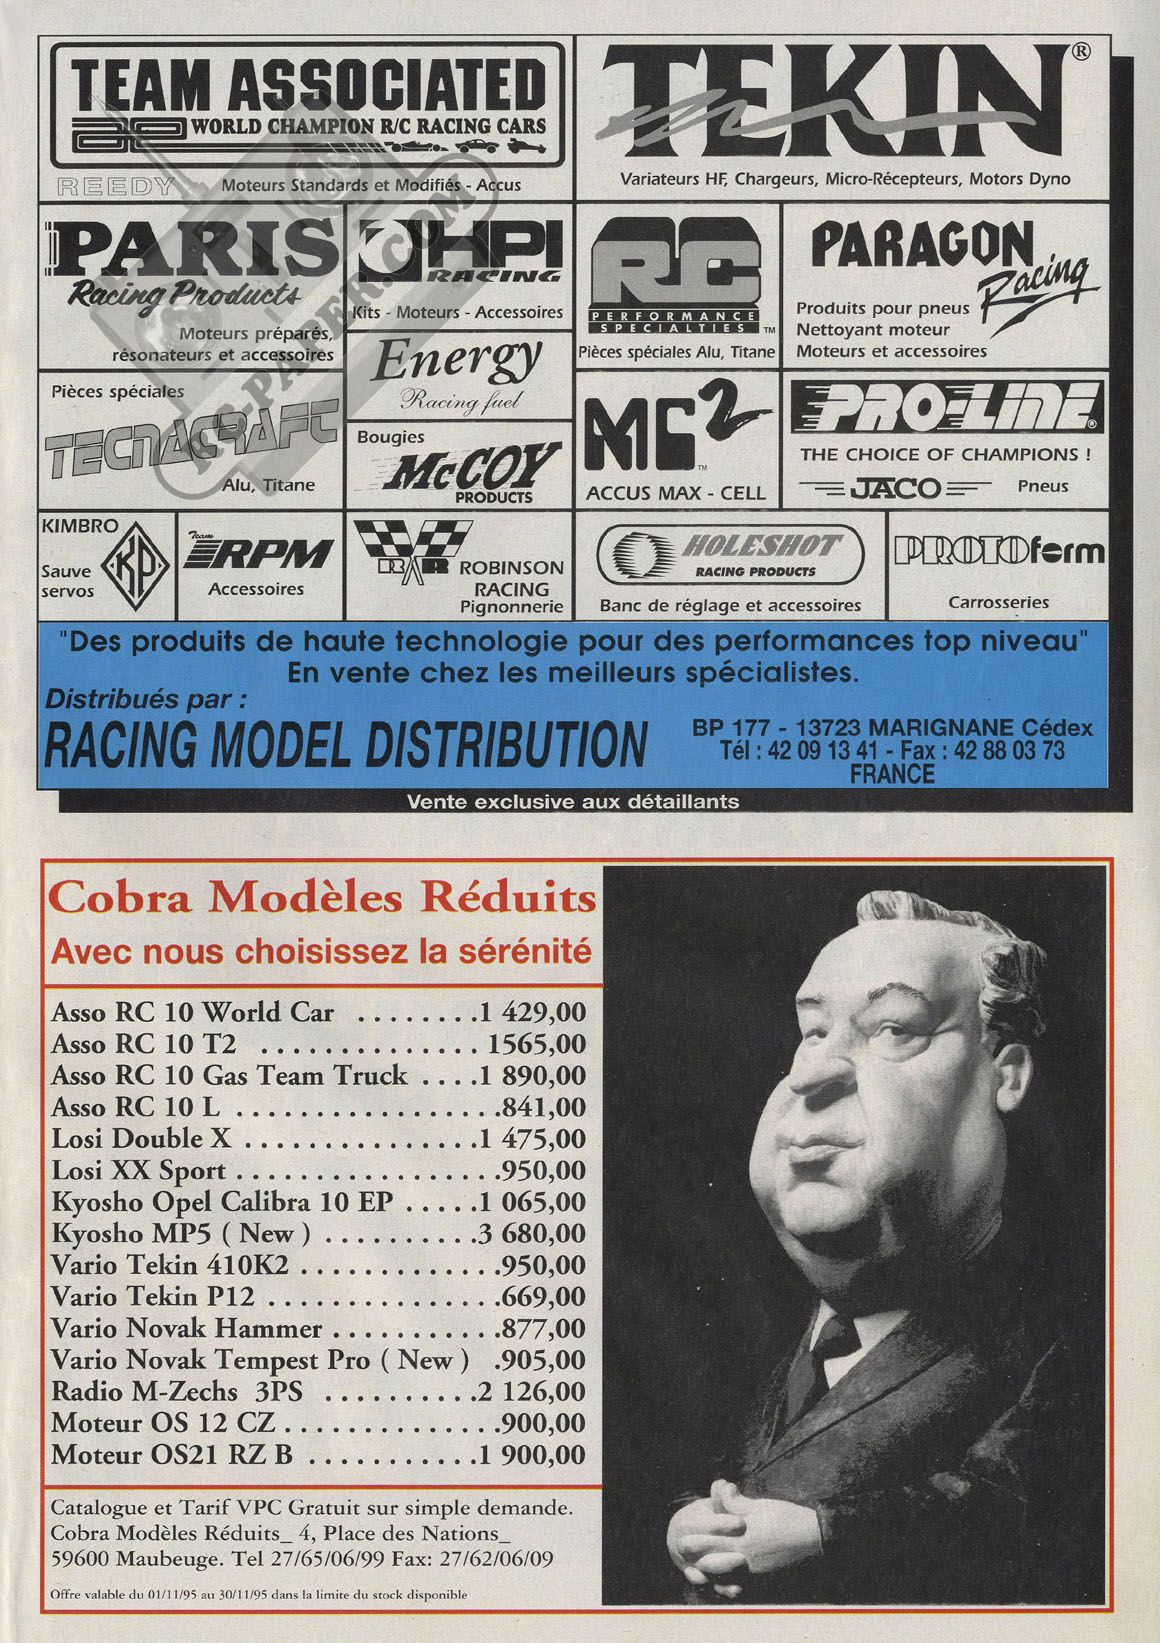 TEAM ASSOCIATED
WORLD CHAMPION R/C RACING CARS
REEDY
Moteurs Standards et Modifiés - Accus
TEKIN®
Variateurs HF, Chargeurs, Micro-Récepteurs, Motors Dyno
PARIS
Racing Products
Moteurs préparés,
résonateurs et accessoires
HPI
RACING
Kits - Moteurs - Accessoires
RC
PERFORMANCE
SPECIALTIES ™
Pièces spéciales Alu, Titane
PARAGON
Racing
Produits pour pneus
Nettoyant moteur
Moteurs et accessoires
Energy
Racing fuel
Pièces spéciales
TECNACRAFT
Alu, Titane
RC-PAPER.COM
Bougies
McCOY
PRODUCTS
MC2
™
ACCUS MAX - CELL
PRO-LINE®
THE CHOICE OF CHAMPIONS !
JACO
Pneus
KIMBRO
KP
Sauve
servos
Team
RPM
Accessoires
RR
ROBINSON
RACING
Pignonnerie
HOLESHOT
RACING PRODUCTS
Banc de réglage et accessoires
PROTOform
Carrosseries
"Des produits de haute technologie pour des performances top niveau"
En vente chez les meilleurs spécialistes.
Distribués par :
RACING MODEL DISTRIBUTION
BP 177 - 13723 MARIGNANE Cédex
Tél : 42 09 13 41 - Fax : 42 88 03 73
FRANCE
Vente exclusive aux détaillants
Cobra Modèles Réduits
Avec nous choisissez la sérénité
Asso RC 10 World Car ........1 429,00
Asso RC 10 T2 ..............1565,00
Asso RC 10 Gas Team Truck ....1 890,00
Asso RC 10 L .................841,00
Losi Double X ...............1 475,00
Losi XX Sport .................950,00
Kyosho Opel Calibra 10 EP .....1 065,00
Kyosho MP5 ( New ) ..........3 680,00
Vario Tekin 410K2 .............950,00
Vario Tekin P12 ...............669,00
Vario Novak Hammer ...........877,00
Vario Novak Tempest Pro ( New ) .905,00
Radio M-Zechs 3PS ..........2 126,00
Moteur OS 12 CZ ..............900,00
Moteur OS21 RZ B ...........1 900,00
Catalogue et Tarif VPC Gratuit sur simple demande.
Cobra Modèles Réduits_ 4, Place des Nations_
59600 Maubeuge. Tel 27/65/06/99 Fax: 27/62/06/09
Offre valable du 01/11/95 au 30/11/95 dans la limite du stock disponible